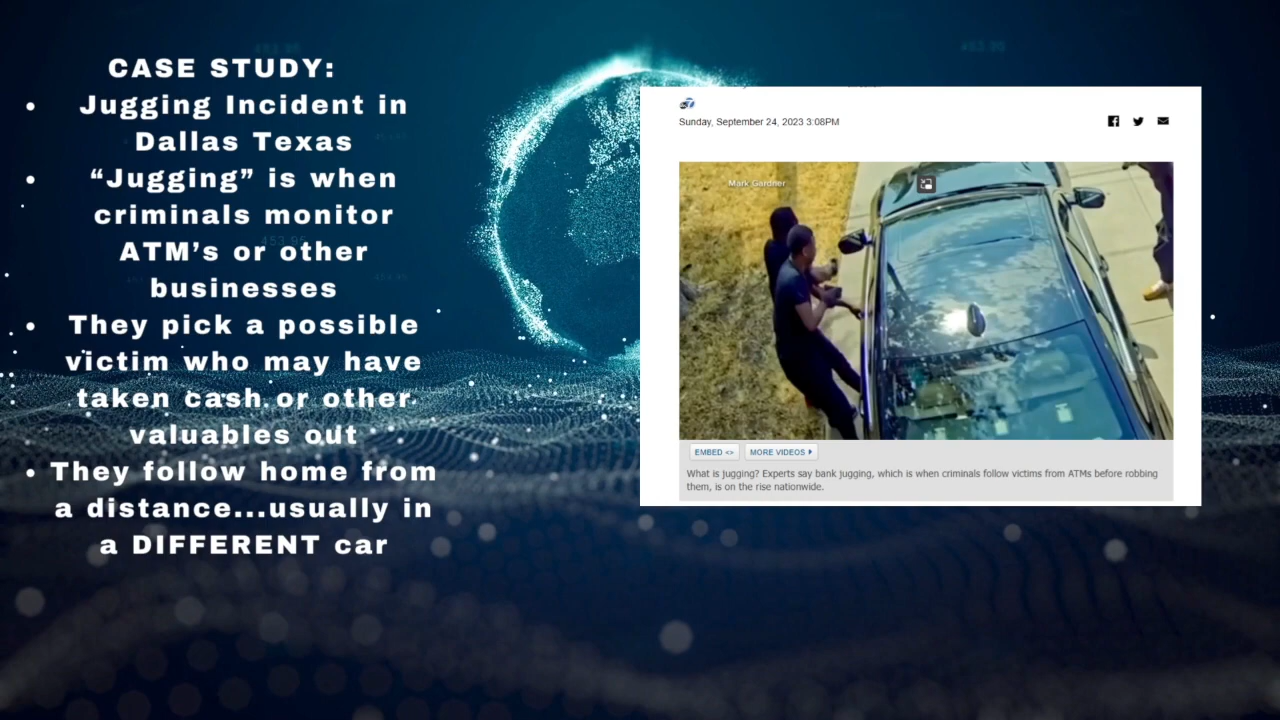 CASE STUDY:
• Jugging Incident in
Dallas Texas
• “Jugging” is when
criminals monitor
ATM’s or other
businesses
• They pick a possible
victim who may have
taken cash or other
valuables out
• They follow home from
a distance...usually in
a DIFFERENT car
7
Sunday, September 24, 2023 3:08PM
Mark Gardner
EMBED <> MORE VIDEOS
What is jugging? Experts say bank jugging, which is when criminals follow victims from ATMs before robbing
them, is on the rise nationwide.